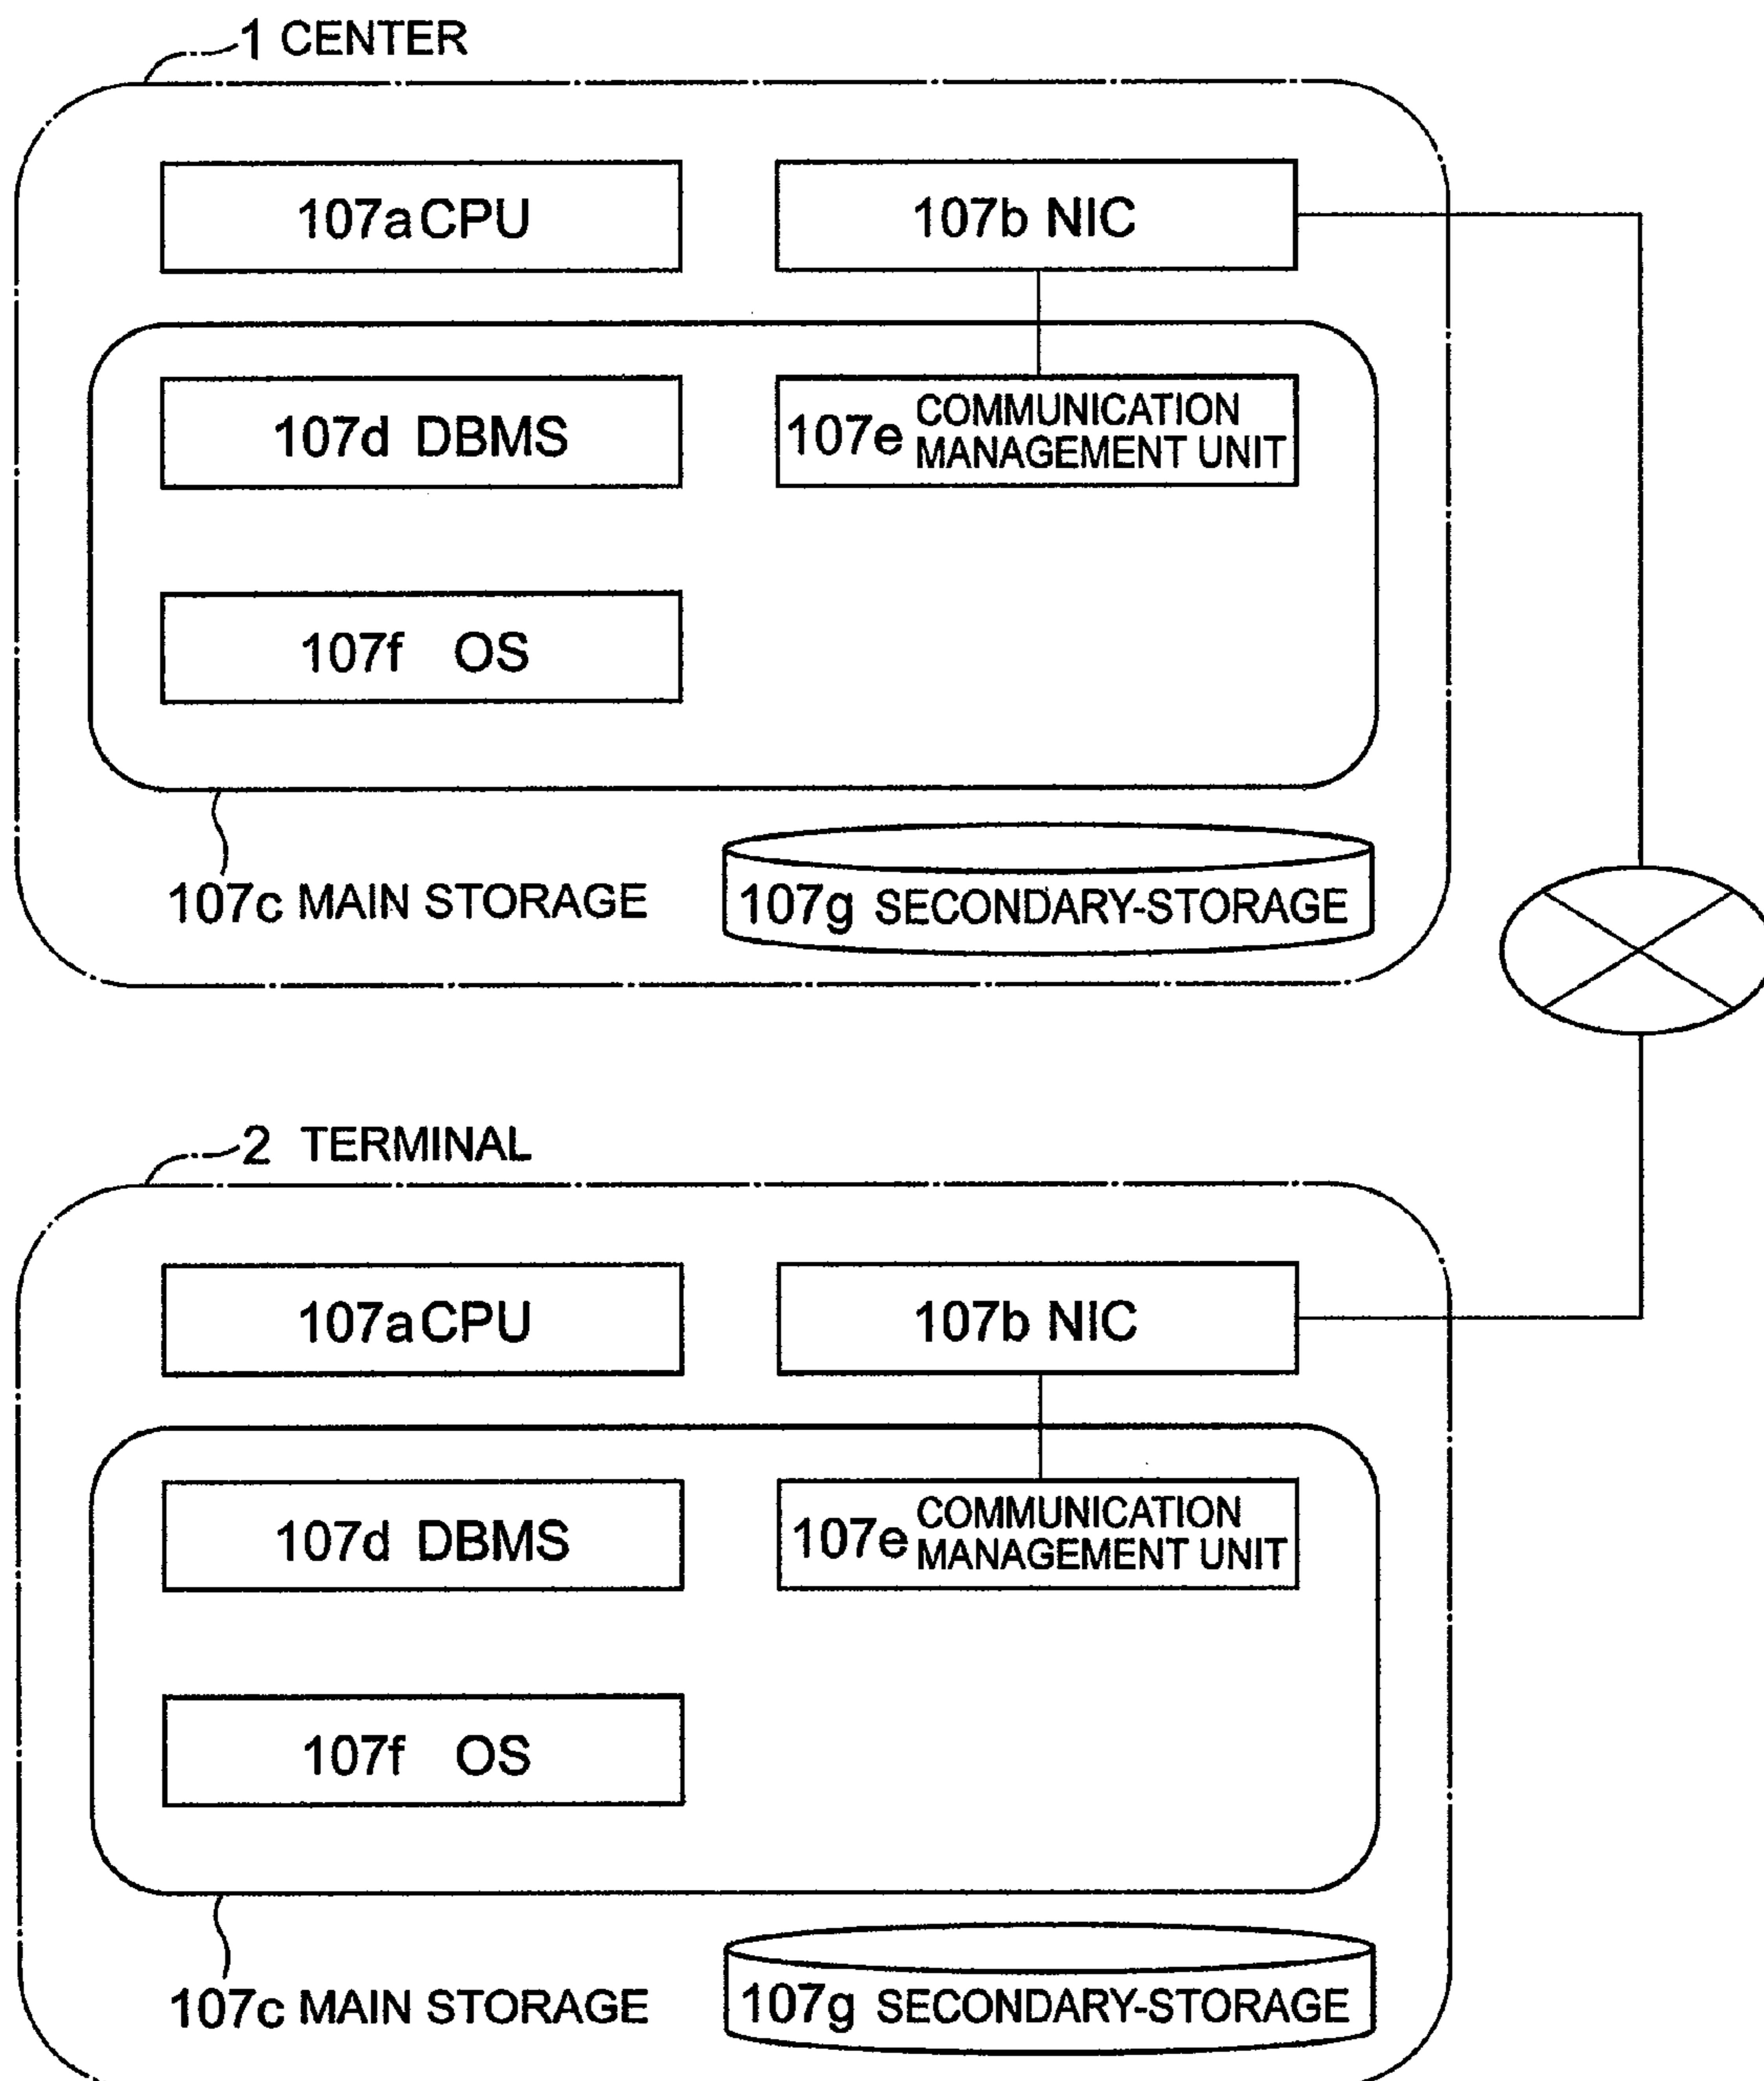 1 CENTER
107a CPU
107b NIC
107d DBMS
107e COMMUNICATION
MANAGEMENT UNIT
107f OS
107c MAIN STORAGE
107g SECONDARY-STORAGE
2 TERMINAL
107a CPU
107b NIC
107d DBMS
107e COMMUNICATION
MANAGEMENT UNIT
107f OS
107c MAIN STORAGE
107g SECONDARY-STORAGE